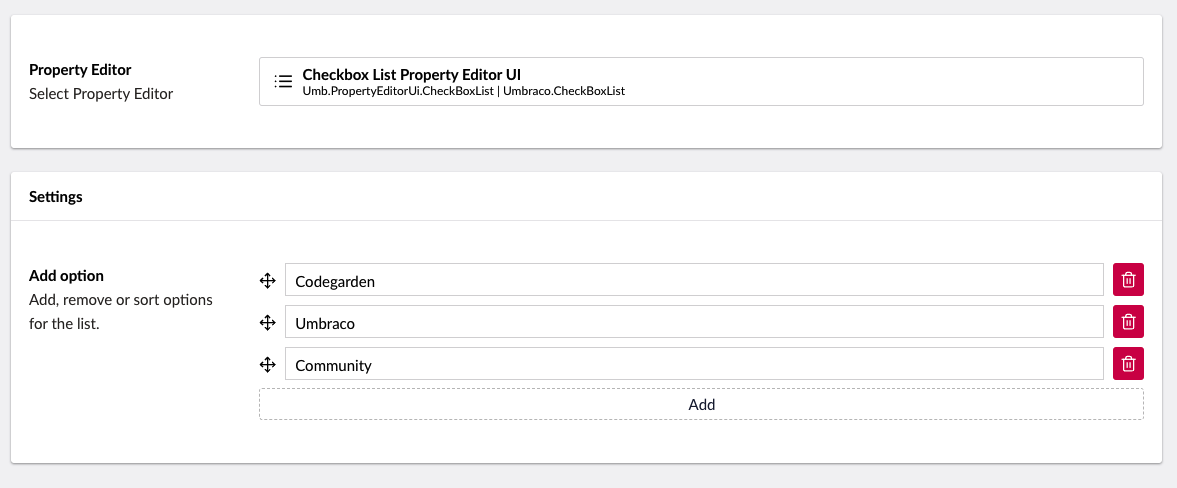 Property Editor
Select Property Editor
Checkbox List Property Editor UI
Umb.PropertyEditorUi.CheckBoxList | Umbraco.CheckBoxList
Settings
Add option
Add, remove or sort options
for the list.
Codegarden
Umbraco
Community
Add